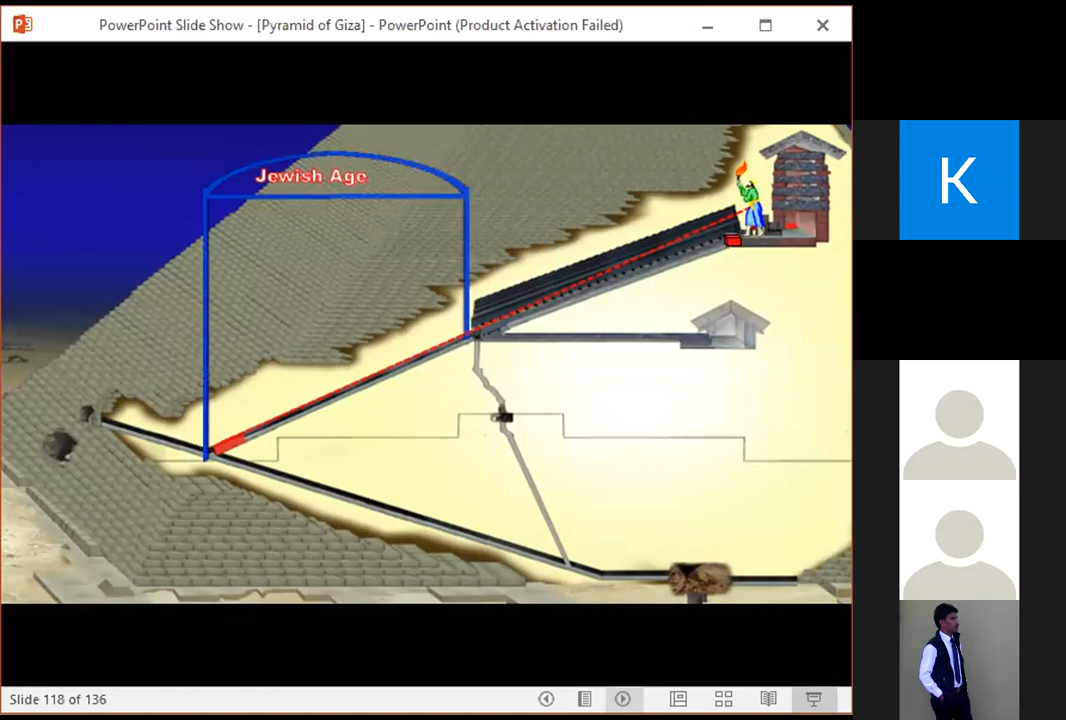 PowerPoint Slide Show - [Pyramid of Giza] - PowerPoint (Product Activation Failed)
Jewish Age
K
Slide 118 of 136